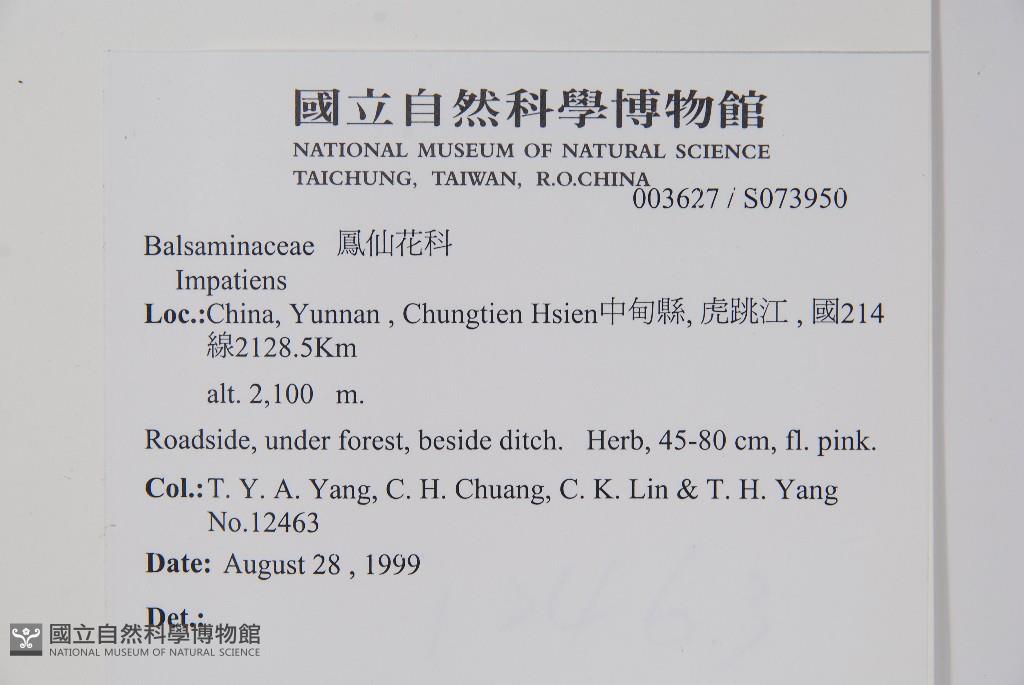 國立自然科學博物館
NATIONAL MUSEUM OF NATURAL SCIENCE
TAICHUNG, TAIWAN, R.O.CHINA
003627 / S073950
Balsaminaceae 鳳仙花科
Impatiens
Loc.:China, Yunnan , Chungtien Hsien中甸縣, 虎跳江 , 國214
線2128.5Km
alt. 2,100 m.
Roadside, under forest, beside ditch. Herb, 45-80 cm, fl. pink.
Col.: T. Y. A. Yang, C. H. Chuang, C. K. Lin & T. H. Yang
No.12463
Date: August 28 , 1999
Det.:
國立自然科學博物館
NATIONAL MUSEUM OF NATURAL SCIENCE